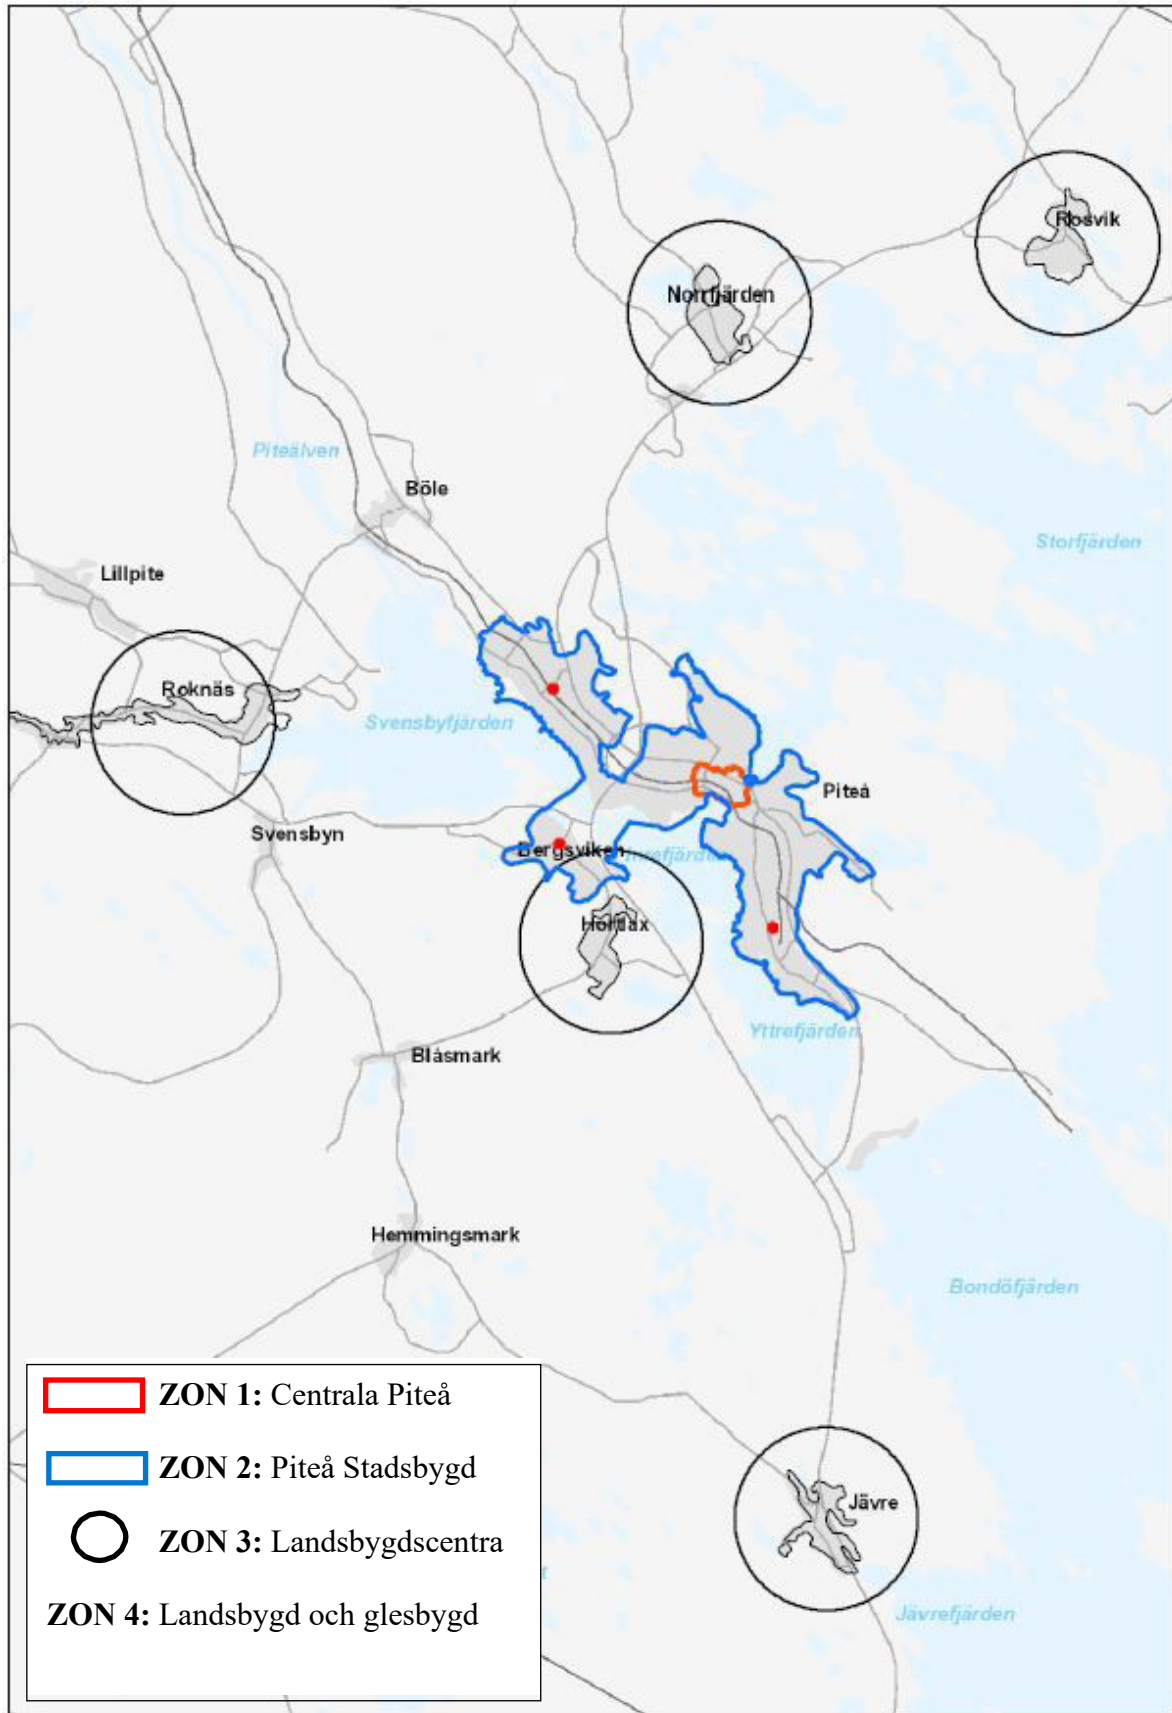 Rosvik
Norrfjärden
Piteälven
Böle
Storfjärden
Lillpite
Roknäs
Svensbyfjärden
Piteå
Svensbyn
Bergsviken
Inrefjärden
Hortlax
Yttrefjärden
Blåsmark
Hemmingsmark
Bondöfjärden
ZON 1: Centrala Piteå
ZON 2: Piteå Stadsbygd
Jävre
ZON 3: Landsbygdscentra
t
ZON 4: Landsbygd och glesbygd
Jävrefjärden